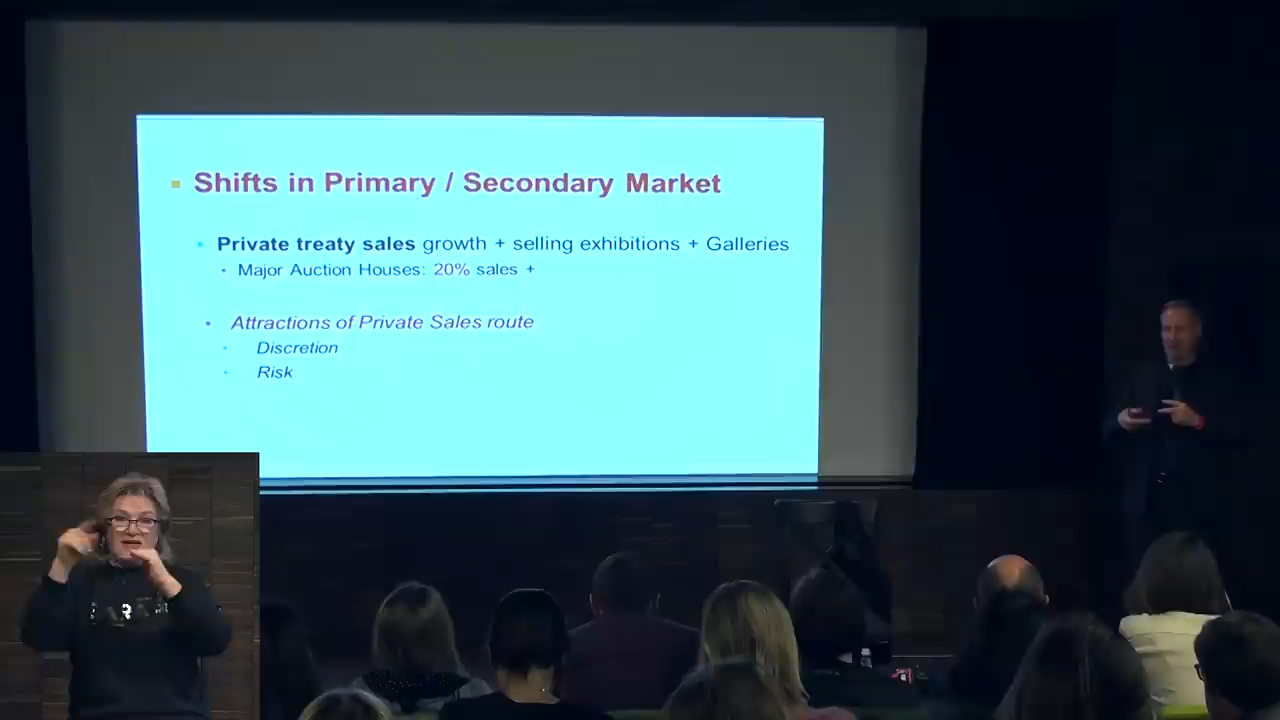 Shifts in Primary / Secondary Market
Private treaty sales growth + selling exhibitions + Galleries
Major Auction Houses: 20% sales +
Attractions of Private Sales route
Discretion
Risk